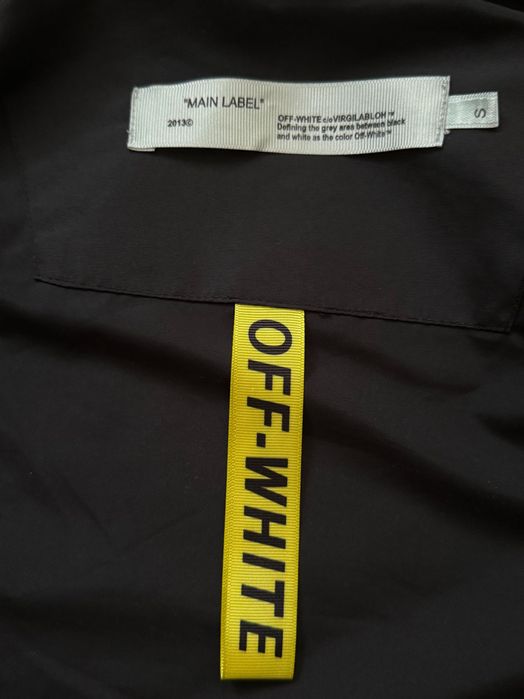 "MAIN LABEL"
2013©
OFF-WHITE c/o VIRGIL ABLOH™
Defining the grey area between black
and white as the color Off-White™
S
OFF-WHITE